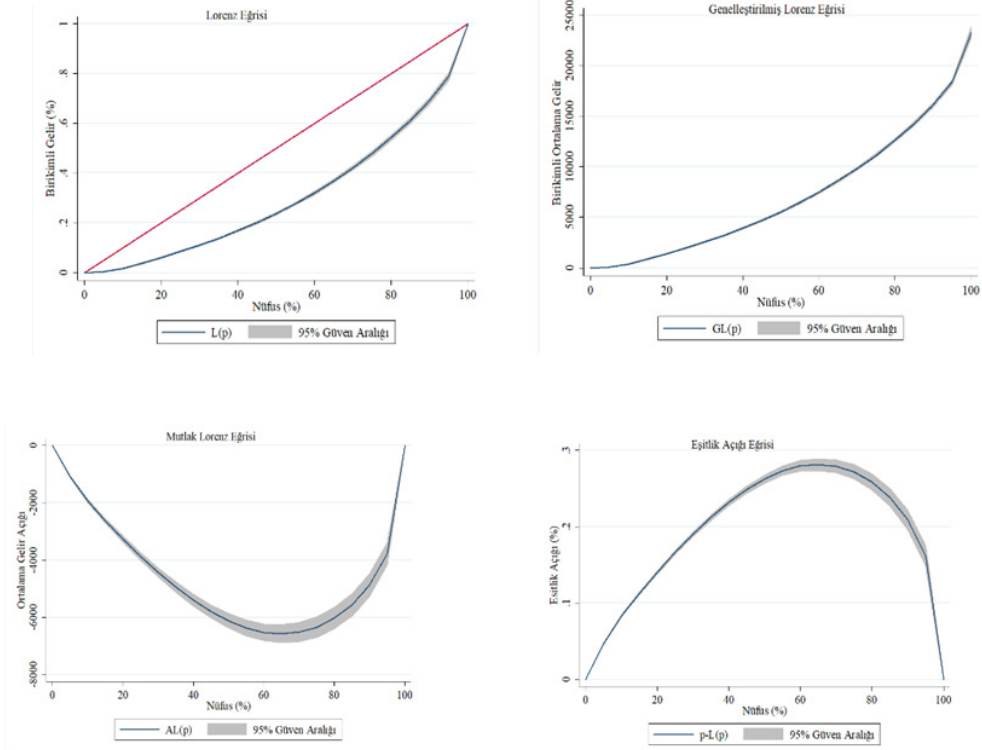 Lorenz Eğrisi
Birikimli Gelir (%)
1
.8
.6
.4
.2
0
0 20 40 60 80 100
Nüfus (%)
L(p) 95% Güven Aralığı
Genelleştirilmiş Lorenz Eğrisi
Birikimli Ortalama Gelir
25000
20000
15000
10000
5000
0
0 20 40 60 80 100
Nüfus (%)
GL(p) 95% Güven Aralığı
Mutlak Lorenz Eğrisi
Ortalama Gelir Açığı
0
-2000
-4000
-6000
-8000
0 20 40 60 80 100
Nüfus (%)
AL(p) 95% Güven Aralığı
Eşitlik Açığı Eğrisi
Esitlik Açığı (%)
.3
.2
.1
0
0 20 40 60 80 100
Nüfus (%)
p-L(p) 95% Güven Aralığı